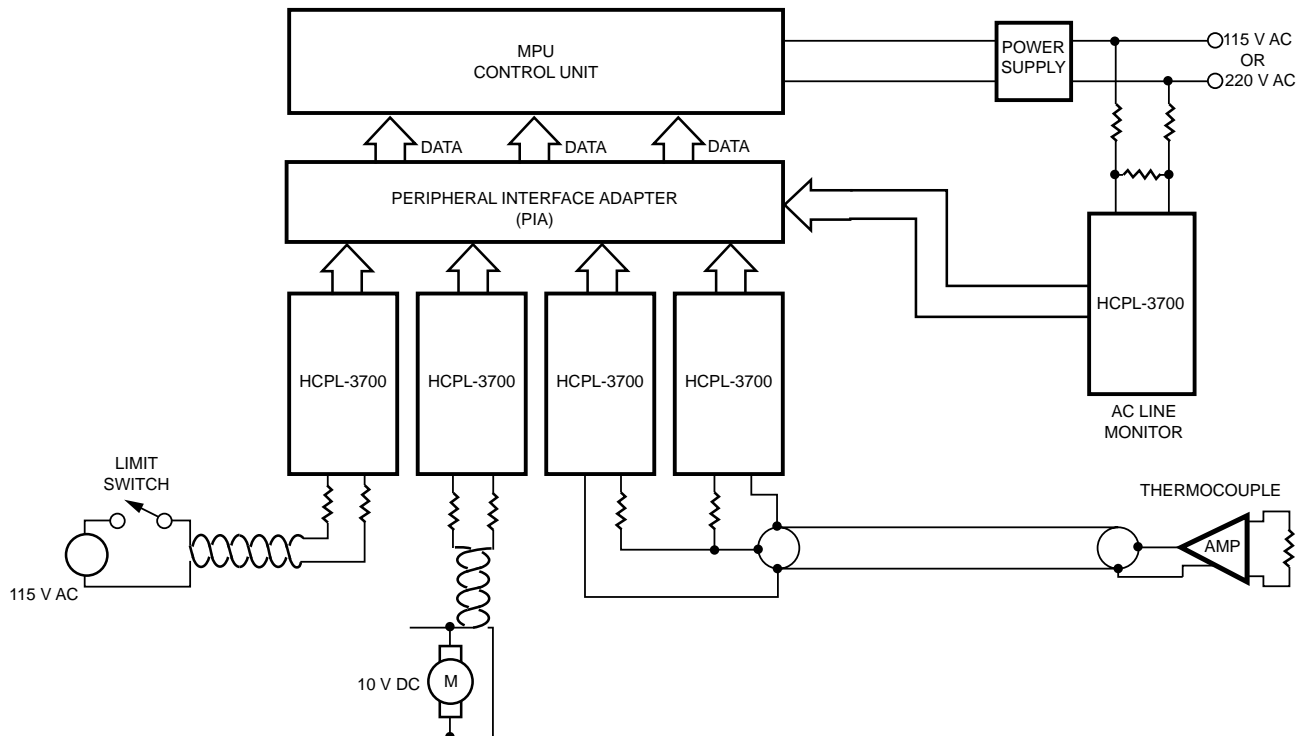 MPU
CONTROL UNIT
POWER
SUPPLY
115 V AC
OR
220 V AC
DATA
DATA
DATA
PERIPHERAL INTERFACE ADAPTER
(PIA)
HCPL-3700
HCPL-3700
HCPL-3700
HCPL-3700
HCPL-3700
AC LINE
MONITOR
LIMIT
SWITCH
115 V AC
THERMOCOUPLE
AMP
10 V DC
M